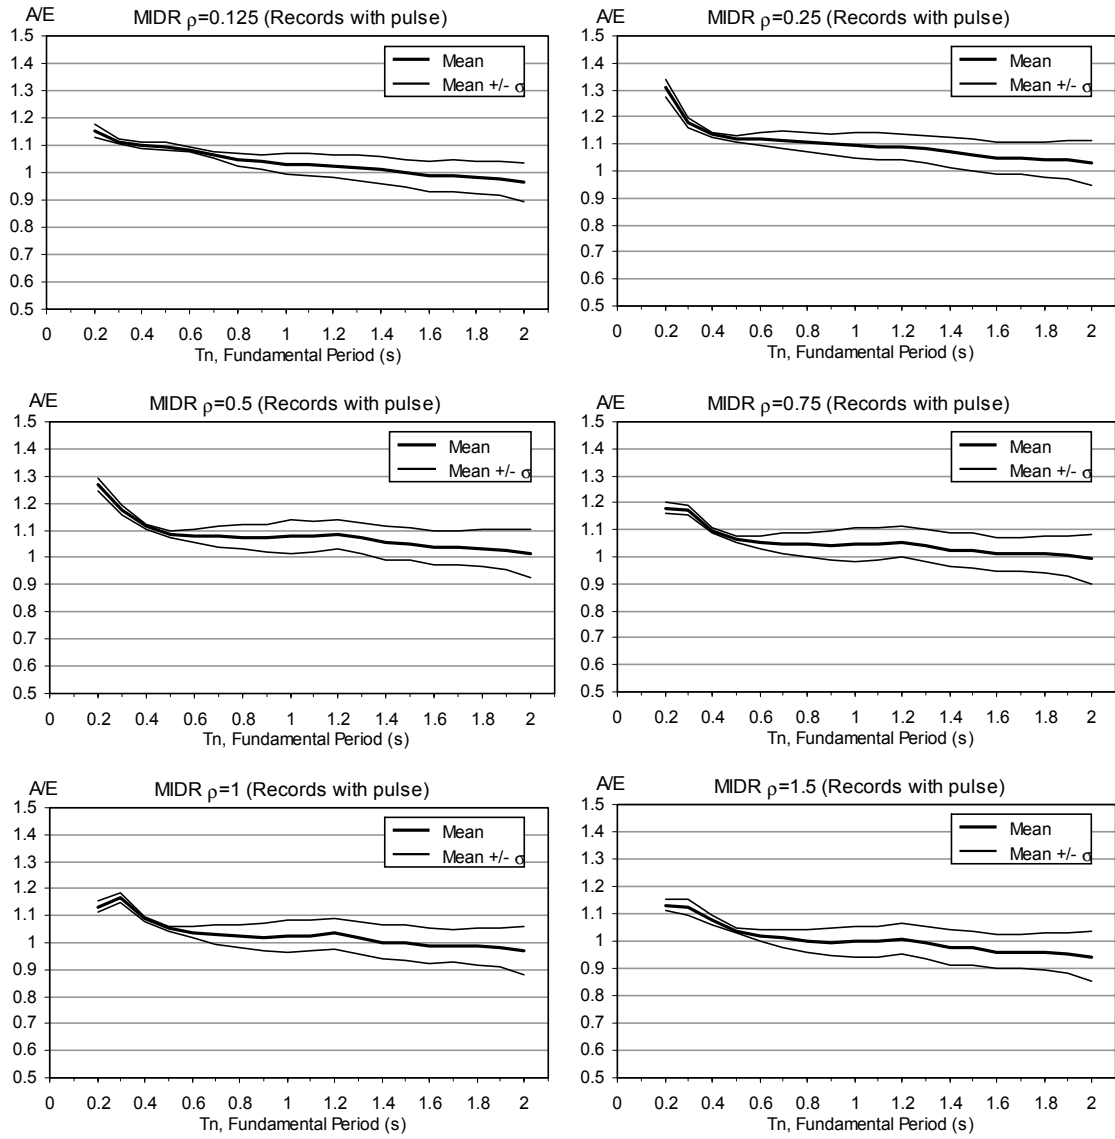 A/E
MIDR ρ=0.125 (Records with pulse)
1.5
1.4
1.3
1.2
1.1
1
0.9
0.8
0.7
0.6
0.5
Mean
Mean +/- σ
0 0.2 0.4 0.6 0.8 1 1.2 1.4 1.6 1.8 2
Tn, Fundamental Period (s)
A/E
MIDR ρ=0.25 (Records with pulse)
1.5
1.4
1.3
1.2
1.1
1
0.9
0.8
0.7
0.6
0.5
Mean
Mean +/- σ
0 0.2 0.4 0.6 0.8 1 1.2 1.4 1.6 1.8 2
Tn, Fundamental Period (s)
A/E
MIDR ρ=0.5 (Records with pulse)
1.5
1.4
1.3
1.2
1.1
1
0.9
0.8
0.7
0.6
0.5
Mean
Mean +/- σ
0 0.2 0.4 0.6 0.8 1 1.2 1.4 1.6 1.8 2
Tn, Fundamental Period (s)
A/E
MIDR ρ=0.75 (Records with pulse)
1.5
1.4
1.3
1.2
1.1
1
0.9
0.8
0.7
0.6
0.5
Mean
Mean +/- σ
0 0.2 0.4 0.6 0.8 1 1.2 1.4 1.6 1.8 2
Tn, Fundamental Period (s)
A/E
MIDR ρ=1 (Records with pulse)
1.5
1.4
1.3
1.2
1.1
1
0.9
0.8
0.7
0.6
0.5
Mean
Mean +/- σ
0 0.2 0.4 0.6 0.8 1 1.2 1.4 1.6 1.8 2
Tn, Fundamental Period (s)
A/E
MIDR ρ=1.5 (Records with pulse)
1.5
1.4
1.3
1.2
1.1
1
0.9
0.8
0.7
0.6
0.5
Mean
Mean +/- σ
0 0.2 0.4 0.6 0.8 1 1.2 1.4 1.6 1.8 2
Tn, Fundamental Period (s)